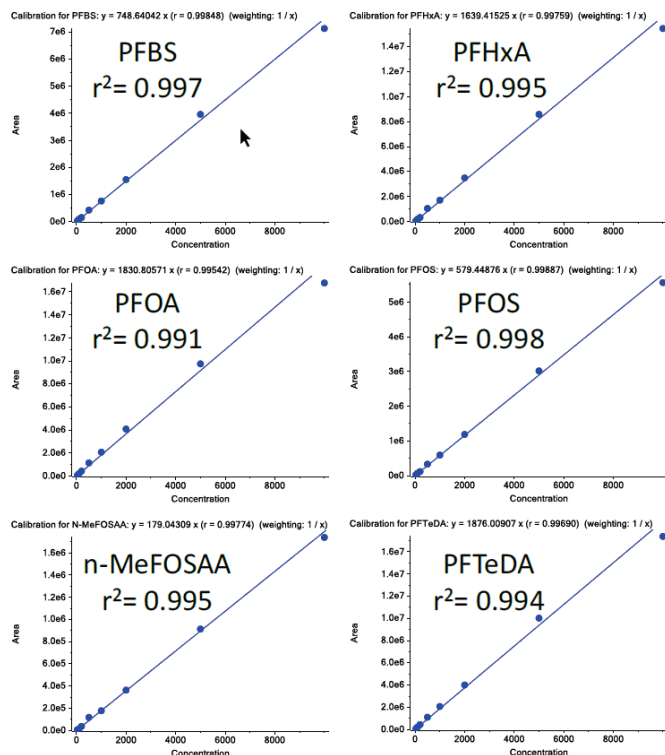 Calibration for PFBS: y = 748.64042 x (r = 0.99848) (weighting: 1 / x)
PFBS
r²= 0.997
7e6
6e6
5e6
4e6
3e6
2e6
1e6
0e0
Area
0 2000 4000 6000 8000
Concentration
Calibration for PFHxA: y = 1639.41525 x (r = 0.99759) (weighting: 1 / x)
PFHxA
r²= 0.995
1.4e7
1.2e7
1.0e7
8.0e6
6.0e6
4.0e6
2.0e6
0.0e0
Area
0 2000 4000 6000 8000
Concentration
Calibration for PFOA: y = 1830.80571 x (r = 0.99542) (weighting: 1 / x)
PFOA
r²= 0.991
1.6e7
1.4e7
1.2e7
1.0e7
8.0e6
6.0e6
4.0e6
2.0e6
0.0e0
Area
0 2000 4000 6000 8000
Concentration
Calibration for PFOS: y = 579.44876 x (r = 0.99887) (weighting: 1 / x)
PFOS
r²= 0.998
5e6
4e6
3e6
2e6
1e6
0e0
Area
0 2000 4000 6000 8000
Concentration
Calibration for N-MeFOSAA: y = 179.04309 x (r = 0.99774) (weighting: 1 / x)
n-MeFOSAA
r²= 0.995
1.6e6
1.4e6
1.2e6
1.0e6
8.0e5
6.0e5
4.0e5
2.0e5
0.0e0
Area
0 2000 4000 6000 8000
Concentration
Calibration for PFTeDA: y = 1876.00907 x (r = 0.99690) (weighting: 1 / x)
PFTeDA
r²= 0.994
1.6e7
1.4e7
1.2e7
1.0e7
8.0e6
6.0e6
4.0e6
2.0e6
0.0e0
Area
0 2000 4000 6000 8000
Concentration